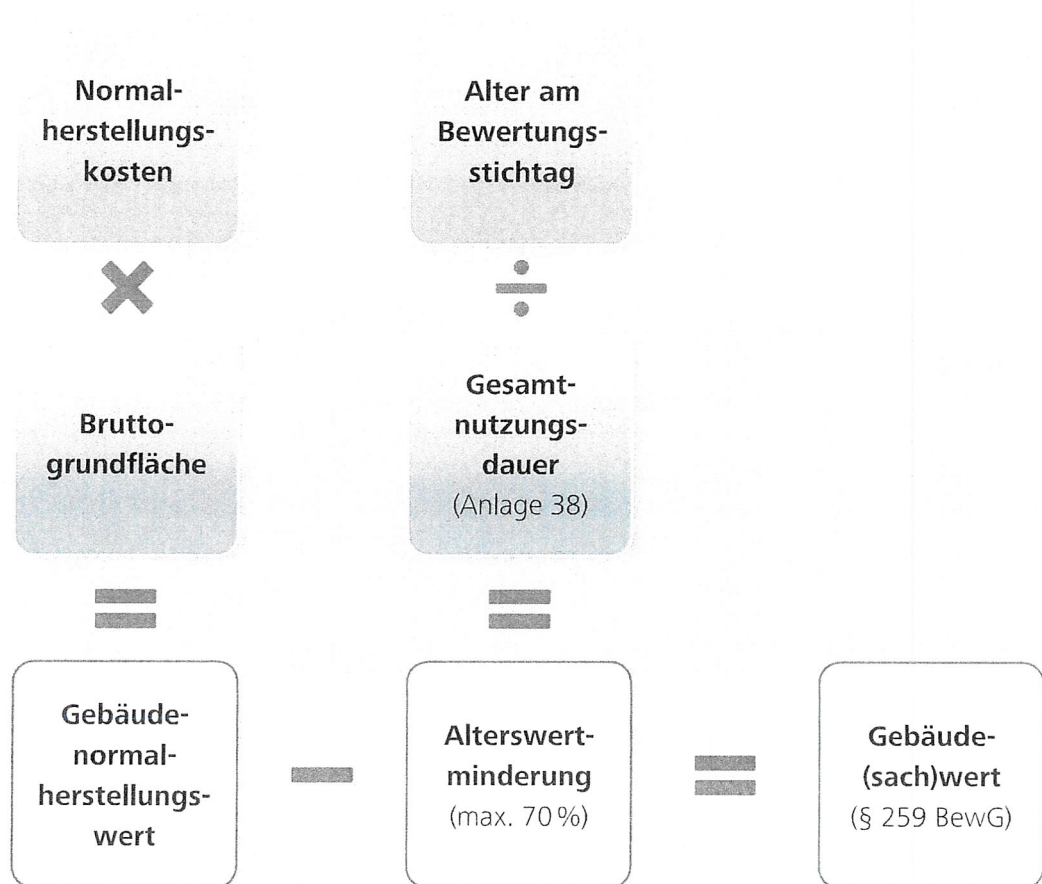 Normal-
herstellungs-
kosten
Alter am
Bewertungs-
stichtag
×
÷
Brutto-
grundfläche
Gesamt-
nutzungs-
dauer
(Anlage 38)
=
=
Gebäude-
normal-
herstellungs-
wert
–
Alterswert-
minderung
(max. 70 %)
=
Gebäude-
(sach)wert
(§ 259 BewG)